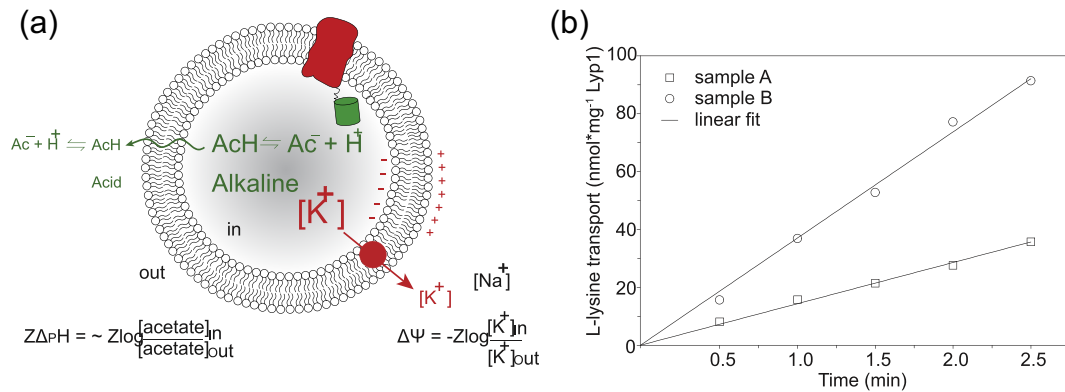 (a)
Ac⁻ + H⁺ ⇌ AcH
AcH ⇌ Ac⁻ + H⁺
Acid
Alkaline
[K⁺]
in
out
[K⁺]
[Na⁺]
ZΔpH = ~ Zlog [acetate]in / [acetate]out
ΔΨ = -Zlog [K⁺]in / [K⁺]out
(b)
L-lysine transport (nmol*mg⁻¹ Lyp1)
100
80
60
40
20
0
sample A
sample B
linear fit
0.5 1.0 1.5 2.0 2.5
Time (min)